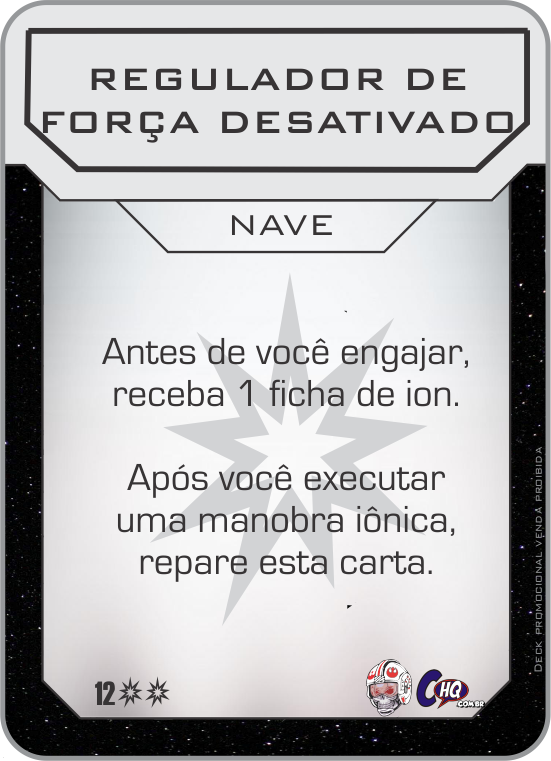 REGULADOR DE
FORÇA DESATIVADO
NAVE
Antes de você engajar,
receba 1 ficha de ion.
Após você executar
uma manobra iônica,
repare esta carta.
12
CHQ
.COM.BR
DECK PROMOCIONAL VENDA PROIBIDA